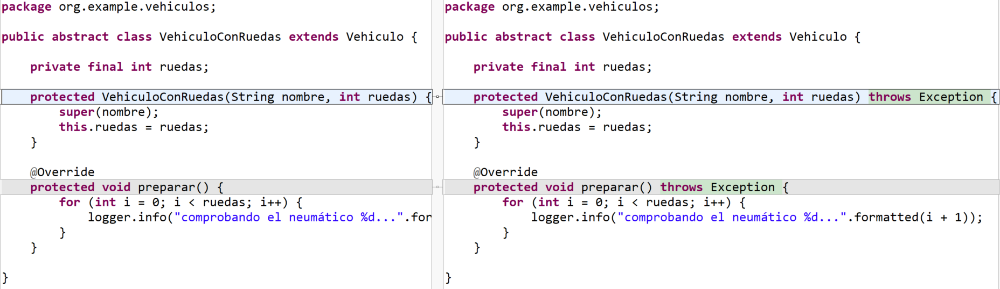 package org.example.vehiculos;
public abstract class VehiculoConRuedas extends Vehiculo {
private final int ruedas;
protected VehiculoConRuedas(String nombre, int ruedas) {
super(nombre);
this.ruedas = ruedas;
}
@Override
protected void preparar() {
for (int i = 0; i < ruedas; i++) {
logger.info("comprobando el neumático %d...".for
}
}
}
package org.example.vehiculos;
public abstract class VehiculoConRuedas extends Vehiculo {
private final int ruedas;
protected VehiculoConRuedas(String nombre, int ruedas) throws Exception {
super(nombre);
this.ruedas = ruedas;
}
@Override
protected void preparar() throws Exception {
for (int i = 0; i < ruedas; i++) {
logger.info("comprobando el neumático %d...".formatted(i + 1));
}
}
}